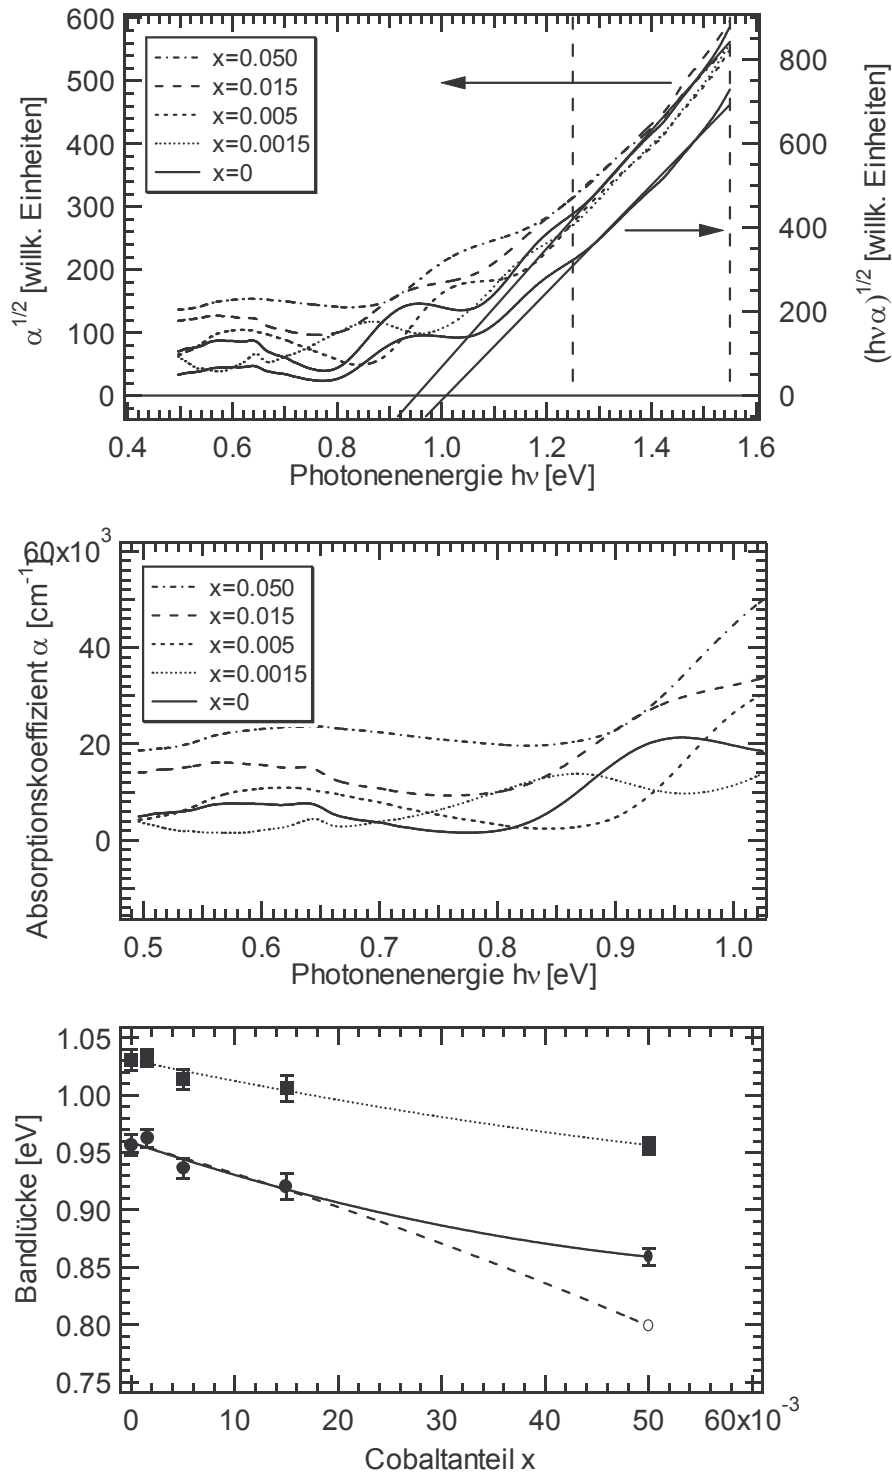 600
500
400
300
200
100
0
α1/2 [willk. Einheiten]
x=0.050
x=0.015
x=0.005
x=0.0015
x=0
800
600
400
200
0
(hνα)1/2 [willk. Einheiten]
0.4 0.6 0.8 1.0 1.2 1.4 1.6
Photonenenergie hν [eV]
60x103
40
20
0
Absorptionskoeffizient α [cm-1]
x=0.050
x=0.015
x=0.005
x=0.0015
x=0
0.5 0.6 0.7 0.8 0.9 1.0
Photonenenergie hν [eV]
1.05
1.00
0.95
0.90
0.85
0.80
0.75
Bandlücke [eV]
0 10 20 30 40 50 60x10-3
Cobaltanteil x